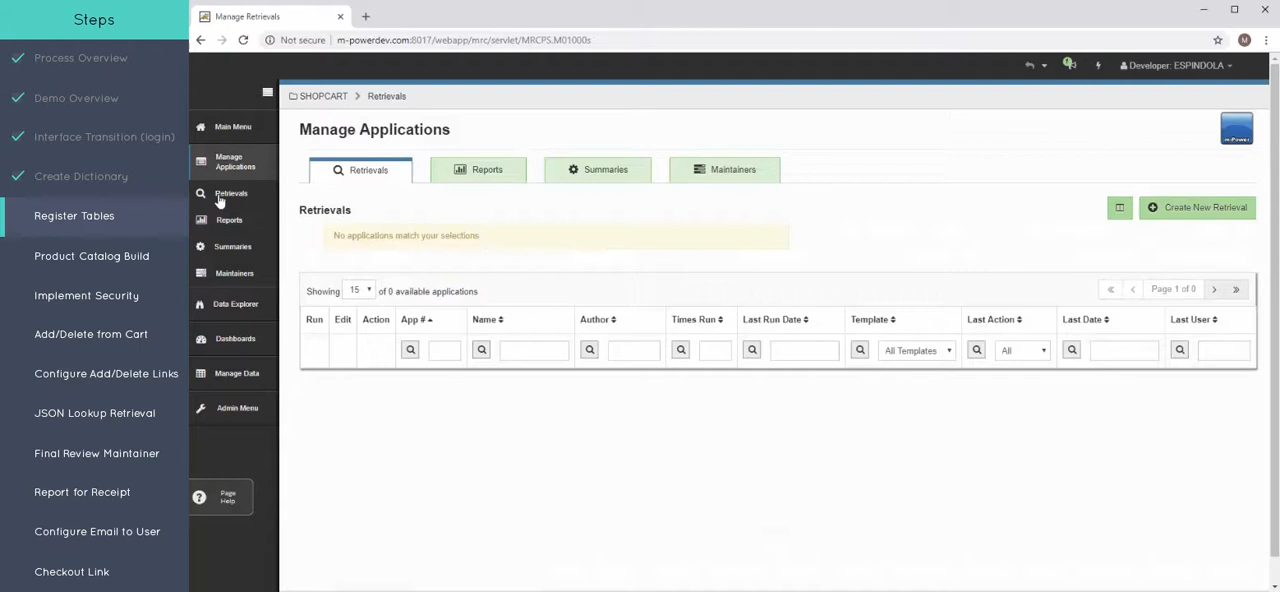 Steps
Process Overview
Demo Overview
Interface Transition (login)
Create Dictionary
Register Tables
Product Catalog Build
Implement Security
Add/Delete from Cart
Configure Add/Delete Links
JSON Lookup Retrieval
Final Review Maintainer
Report for Receipt
Configure Email to User
Checkout Link
Manage Retrievals
Not secure
m-powerdev.com:8017/webapp/mrc/servlet/MRCPS.M01000s
M
Developer: ESPINDOLA
Main Menu
Manage
Applications
Retrievals
Reports
Summaries
Maintainers
Data Explorer
Dashboards
Manage Data
Admin Menu
Page
Help
SHOPCART > Retrievals
Manage Applications
m-Power
Retrievals Reports Summaries Maintainers
Retrievals
Create New Retrieval
No applications match your selections
Showing 15 of 0 available applications
Page 1 of 0
Run Edit Action App # Name Author Times Run Last Run Date Template Last Action Last Date Last User
All Templates All